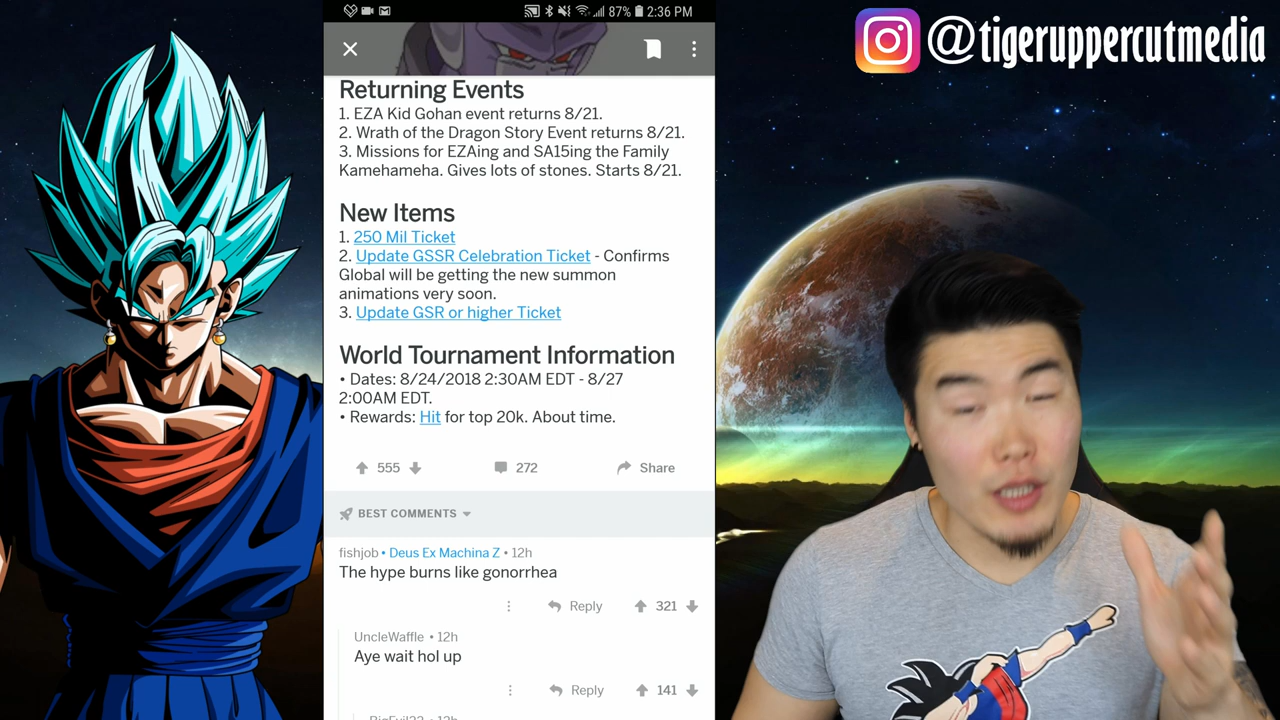 87% 2:36 PM
@tigeruppercutmedia
Returning Events
1. EZA Kid Gohan event returns 8/21.
2. Wrath of the Dragon Story Event returns 8/21.
3. Missions for EZAing and SA15ing the Family
Kamehameha. Gives lots of stones. Starts 8/21.
New Items
1. 250 Mil Ticket
2. Update GSSR Celebration Ticket - Confirms
Global will be getting the new summon
animations very soon.
3. Update GSR or higher Ticket
World Tournament Information
• Dates: 8/24/2018 2:30AM EDT - 8/27
2:00AM EDT.
• Rewards: Hit for top 20k. About time.
555 272 Share
BEST COMMENTS
fishjob • Deus Ex Machina Z • 12h
The hype burns like gonorrhea
Reply 321
UncleWaffle • 12h
Aye wait hol up
Reply 141